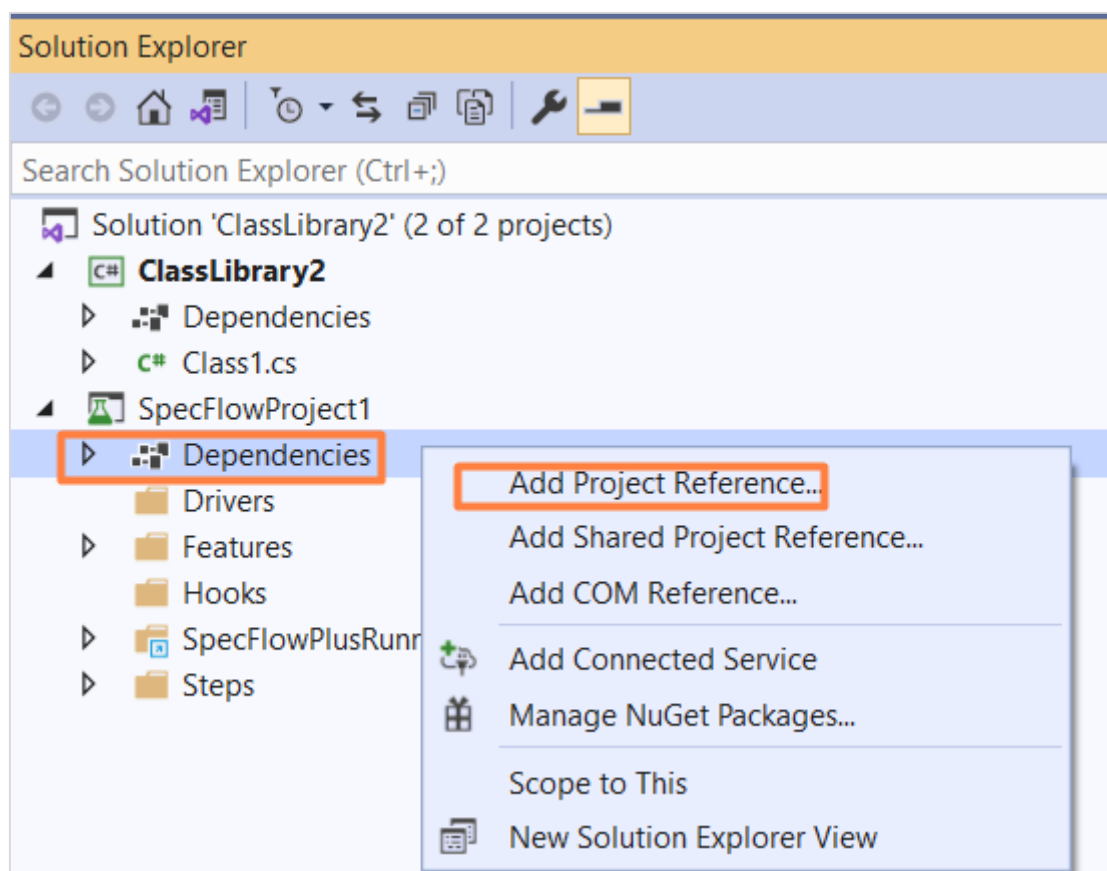 Solution Explorer
Search Solution Explorer (Ctrl+;)
Solution 'ClassLibrary2' (2 of 2 projects)
C# ClassLibrary2
Dependencies
C# Class1.cs
SpecFlowProject1
Dependencies
Drivers
Features
Hooks
SpecFlowPlusRunr
Steps
Add Project Reference...
Add Shared Project Reference...
Add COM Reference...
Add Connected Service
Manage NuGet Packages...
Scope to This
New Solution Explorer View